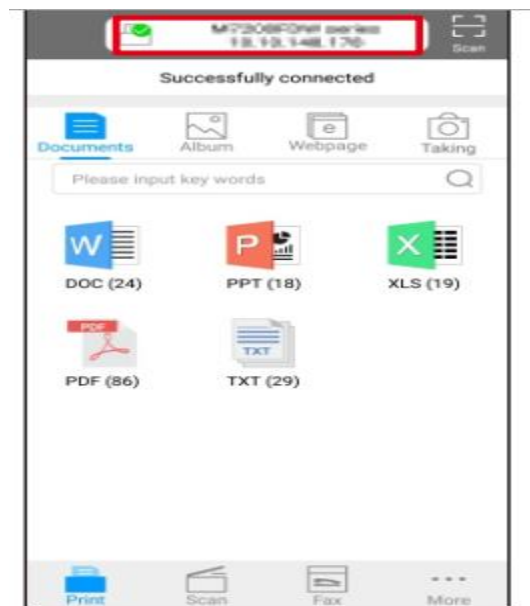 series
Scan
Successfully connected
Documents Album Webpage Taking
Please input key words
W P X
DOC (24) PPT (18) XLS (19)
PDF TXT
PDF (86) TXT (29)
Print Scan Fax More